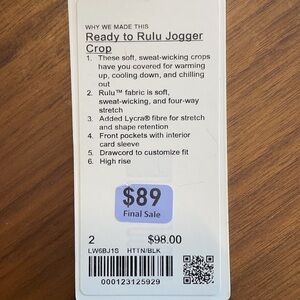 WHY WE MADE THIS
Ready to Rulu Jogger
Crop
1. These soft, sweat-wicking crops
have you covered for warming
up, cooling down, and chilling
out
2. Rulu™ fabric is soft,
sweat-wicking, and four-way
stretch
3. Added Lycra® fibre for stretch
and shape retention
4. Front pockets with interior
card sleeve
5. Drawcord to customize fit
6. High rise
$89
Final Sale
2 $98.00
LW6BJ1S HTTN/BLK
000123125929